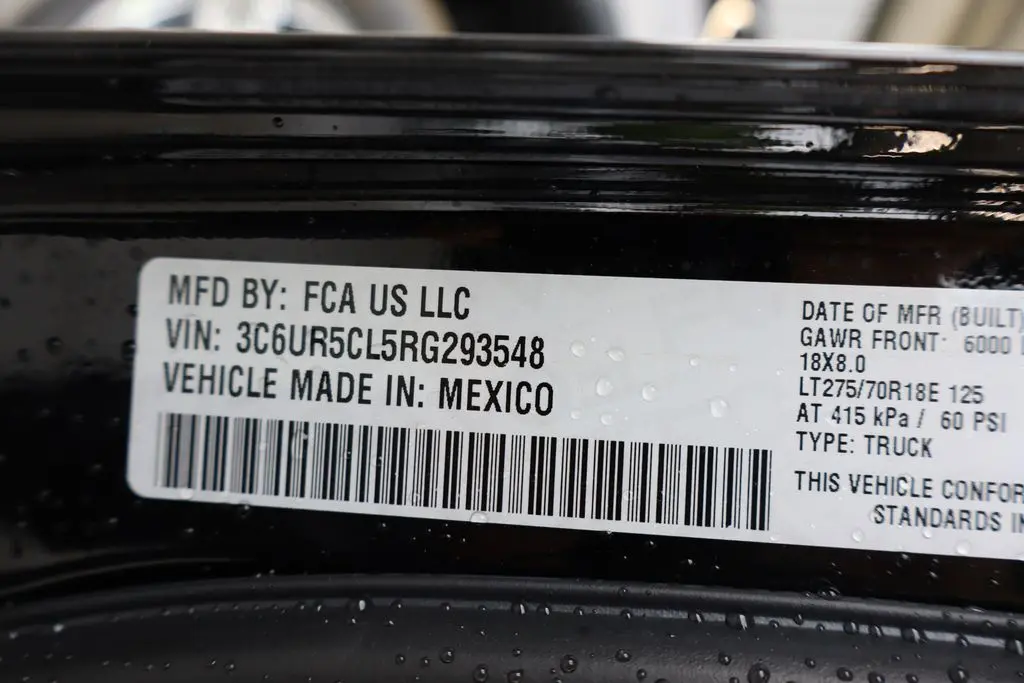 MFD BY: FCA US LLC
VIN: 3C6UR5CL5RG293548
VEHICLE MADE IN: MEXICO
DATE OF MFR (BUILT)
GAWR FRONT: 6000
18X8.0
LT275/70R18E 125
AT 415 kPa / 60 PSI
TYPE: TRUCK
THIS VEHICLE CONFOR
STANDARDS IN